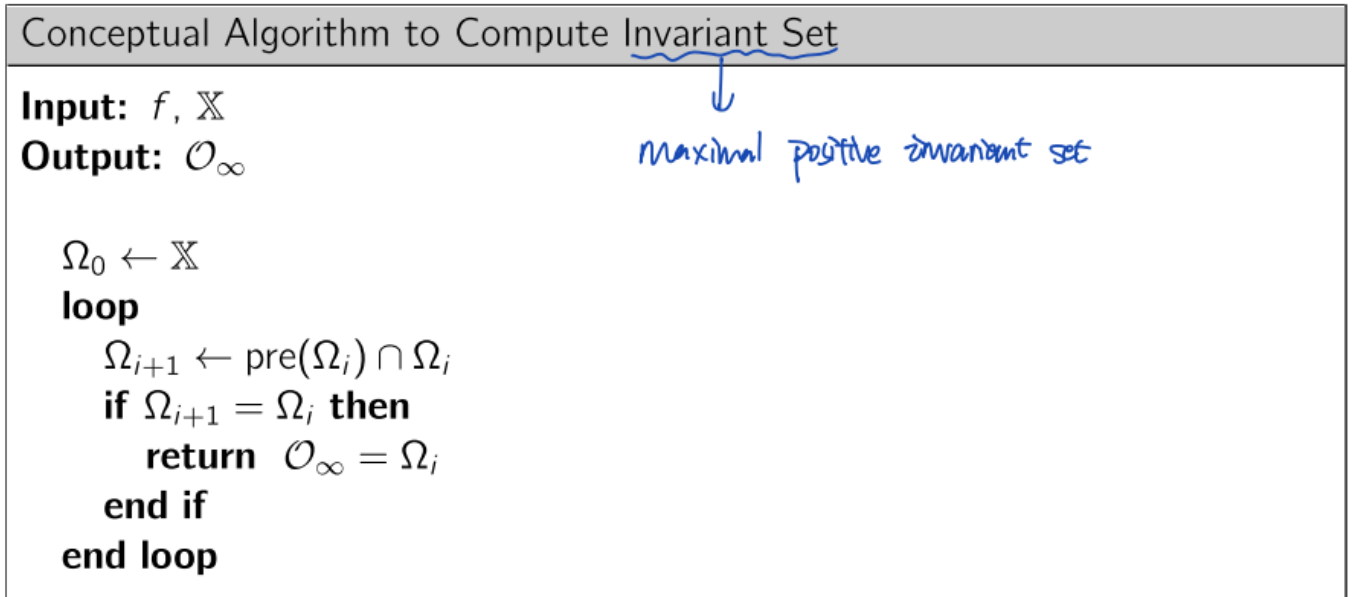 Conceptual Algorithm to Compute Invariant Set
Input: f, 𝕏
Output: 𝒪∞
maximal positive invariant set
Ω₀ ← 𝕏
loop
Ωᵢ₊₁ ← pre(Ωᵢ) ∩ Ωᵢ
if Ωᵢ₊₁ = Ωᵢ then
return 𝒪∞ = Ωᵢ
end if
end loop